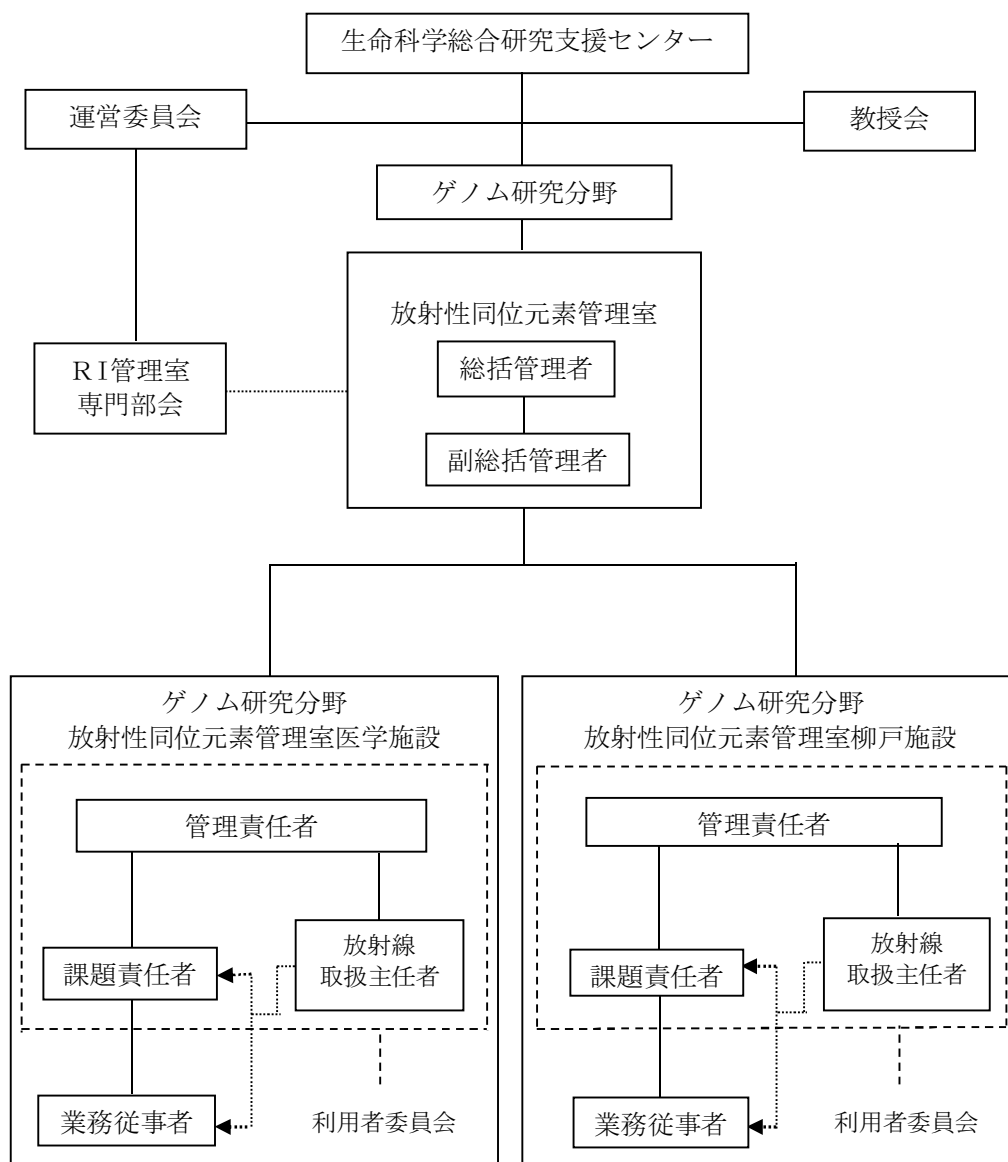 生命科学総合研究支援センター
運営委員会
教授会
ゲノム研究分野
放射性同位元素管理室
総括管理者
副総括管理者
ＲI管理室
専門部会
ゲノム研究分野
放射性同位元素管理室医学施設
管理責任者
放射線
取扱主任者
課題責任者
業務従事者
利用者委員会
ゲノム研究分野
放射性同位元素管理室柳戸施設
管理責任者
放射線
取扱主任者
課題責任者
業務従事者
利用者委員会